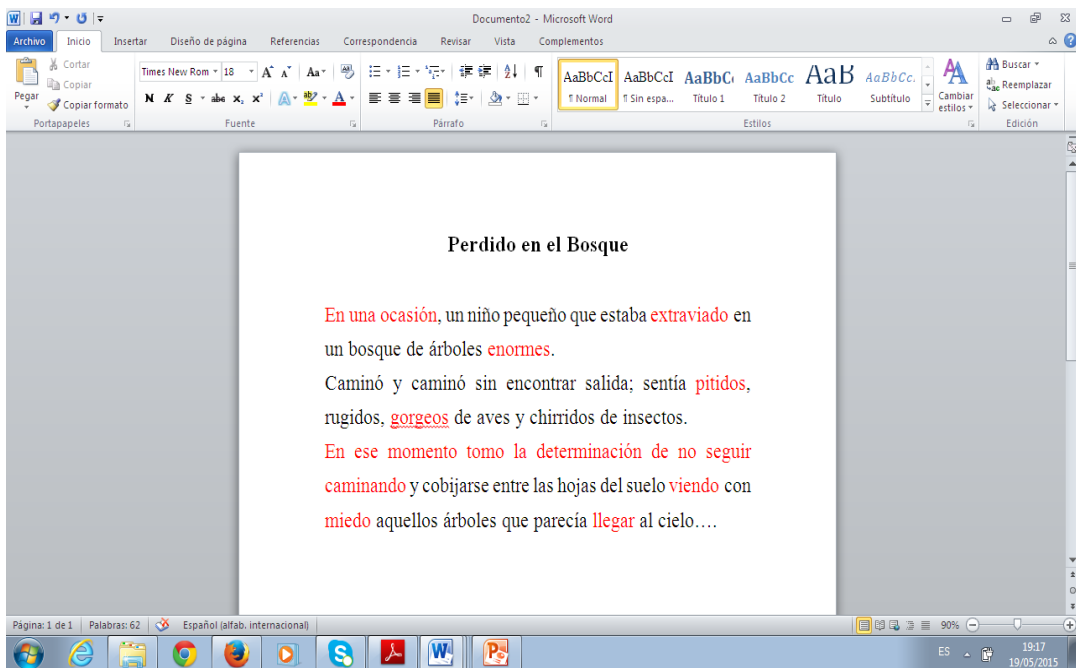 Documento2 - Microsoft Word
Archivo Inicio Insertar Diseño de página Referencias Correspondencia Revisar Vista Complementos
Pegar
Cortar
Copiar
Copiar formato
Portapapeles
Times New Rom 18
N K S abc x₂ x²
Fuente
Párrafo
AaBbCcI AaBbCcI AaBbC AaBbCc AaB AaBbCc.
¶ Normal ¶ Sin espa... Título 1 Título 2 Título Subtítulo
Cambiar estilos
Estilos
Buscar
Reemplazar
Seleccionar
Edición
Perdido en el Bosque
En una ocasión, un niño pequeño que estaba extraviado en
un bosque de árboles enormes.
Caminó y caminó sin encontrar salida; sentía pitidos,
rugidos, gorgeos de aves y chirridos de insectos.
En ese momento tomo la determinación de no seguir
caminando y cobijarse entre las hojas del suelo viendo con
miedo aquellos árboles que parecía llegar al cielo….
Página: 1 de 1 Palabras: 62 Español (alfab. internacional) 90%
ES 19:17
19/05/2015